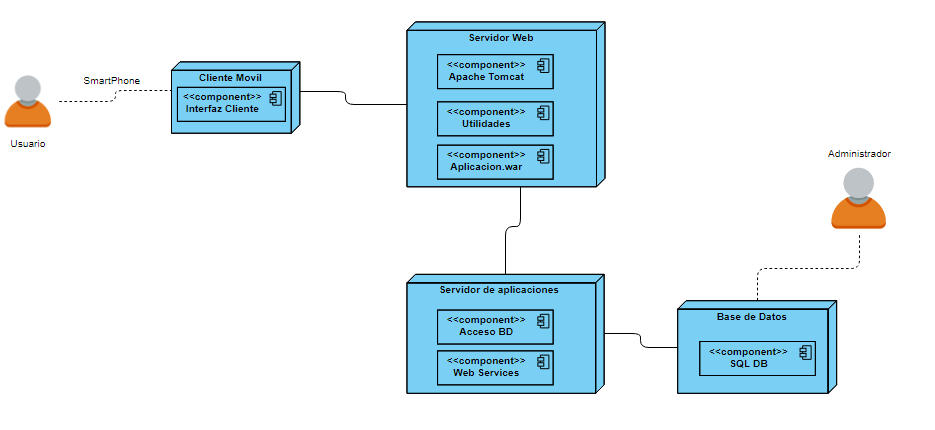 Usuario
SmartPhone
Cliente Movil
<<component>>
Interfaz Cliente
Servidor Web
<<component>>
Apache Tomcat
<<component>>
Utilidades
<<component>>
Aplicacion.war
Servidor de aplicaciones
<<component>>
Acceso BD
<<component>>
Web Services
Base de Datos
<<component>>
SQL DB
Administrador